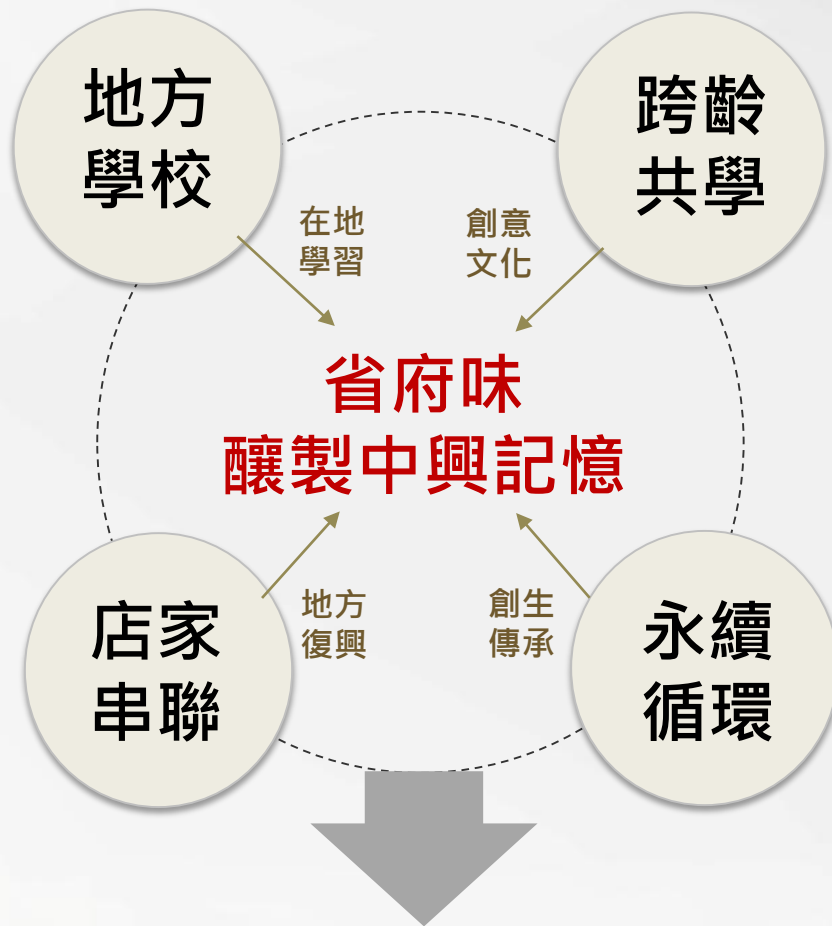 地方
學校
跨齡
共學
在地
學習
創意
文化
省府味
釀製中興記憶
店家
串聯
地方
復興
創生
傳承
永續
循環